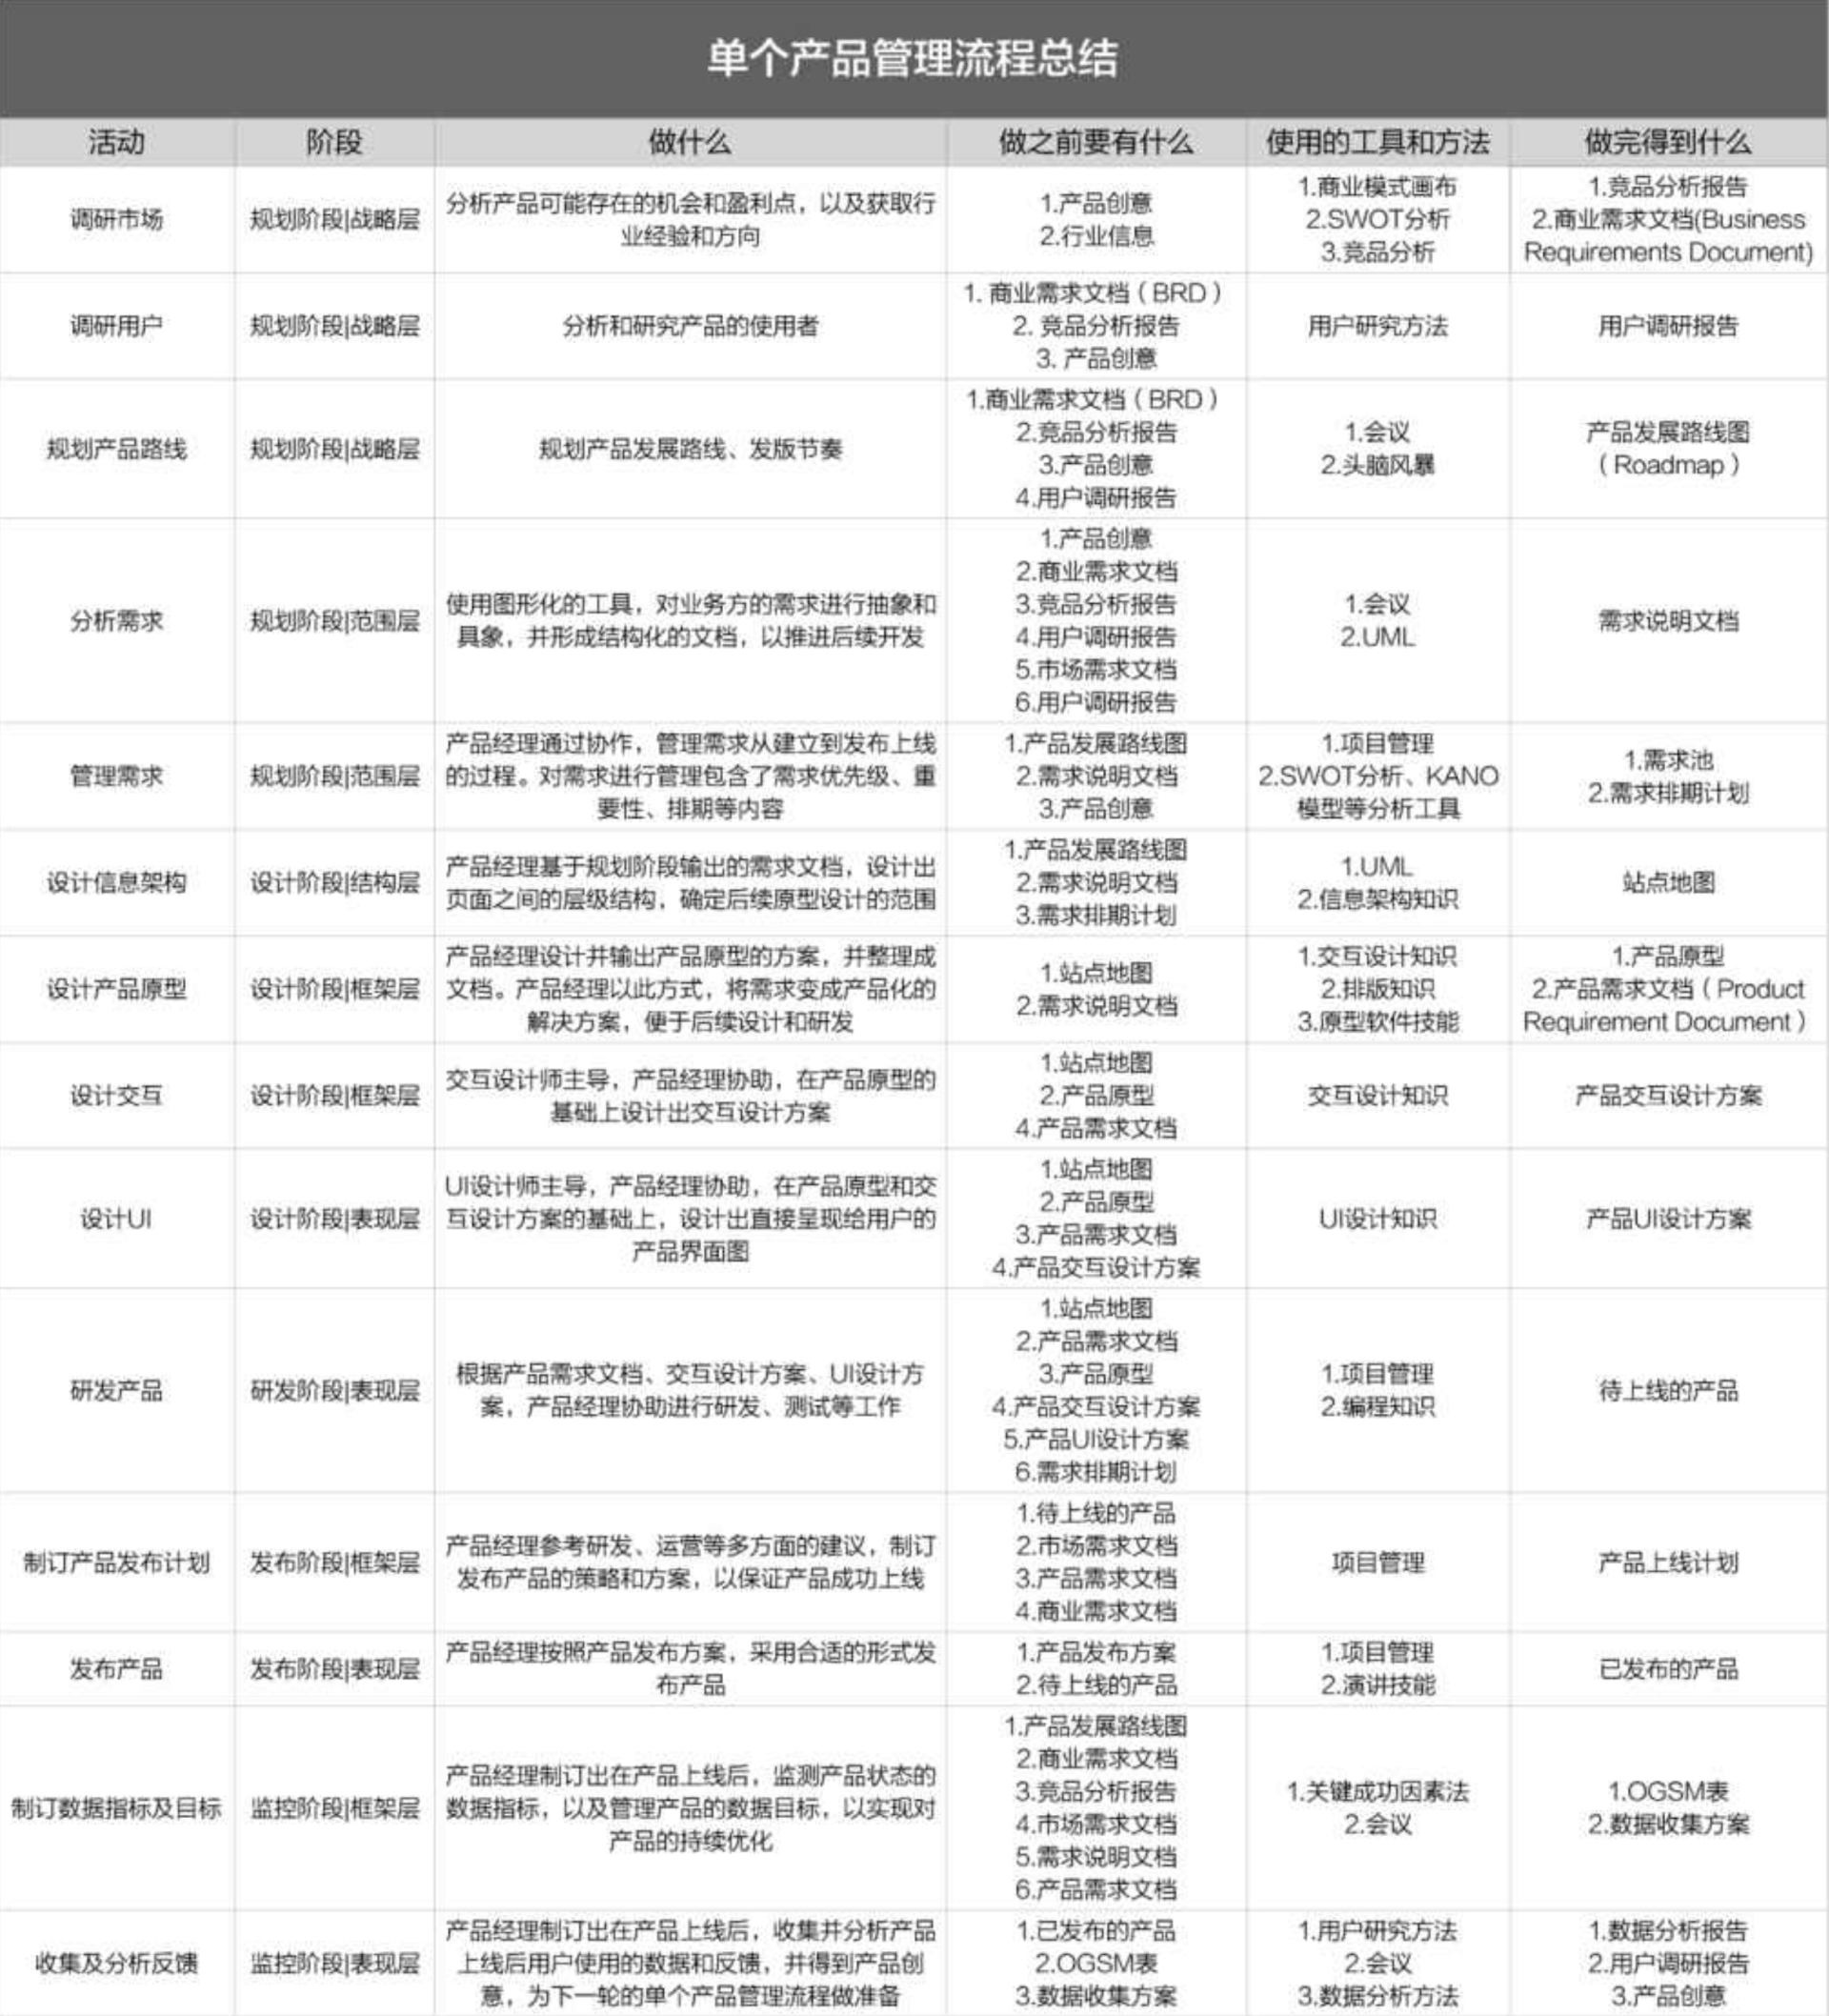 单个产品管理流程总结
活动 阶段 做什么 做之前要有什么 使用的工具和方法 做完得到什么
调研市场
规划阶段|战略层
分析产品可能存在的机会和盈利点，以及获取行
业经验和方向
1.产品创意
2.行业信息
1.商业模式画布
2.SWOT分析
3.竞品分析
1.竞品分析报告
2.商业需求文档(Business
Requirements Document)
调研用户
规划阶段|战略层
分析和研究产品的使用者
1. 商业需求文档（BRD）
2. 竞品分析报告
3. 产品创意
用户研究方法
用户调研报告
规划产品路线
规划阶段|战略层
规划产品发展路线、发版节奏
1.商业需求文档（BRD）
2.竞品分析报告
3.产品创意
4.用户调研报告
1.会议
2.头脑风暴
产品发展路线图
（Roadmap）
分析需求
规划阶段|范围层
使用图形化的工具，对业务方的需求进行抽象和
具象，并形成结构化的文档，以推进后续开发
1.产品创意
2.商业需求文档
3.竞品分析报告
4.用户调研报告
5.市场需求文档
6.用户调研报告
1.会议
2.UML
需求说明文档
管理需求
规划阶段|范围层
产品经理通过协作，管理需求从建立到发布上线
的过程。对需求进行管理包含了需求优先级、重
要性、排期等内容
1.产品发展路线图
2.需求说明文档
3.产品创意
1.项目管理
2.SWOT分析、KANO
模型等分析工具
1.需求池
2.需求排期计划
设计信息架构
设计阶段|结构层
产品经理基于规划阶段输出的需求文档，设计出
页面之间的层级结构，确定后续原型设计的范围
1.产品发展路线图
2.需求说明文档
3.需求排期计划
1.UML
2.信息架构知识
站点地图
设计产品原型
设计阶段|框架层
产品经理设计并输出产品原型的方案，并整理成
文档。产品经理以此方式，将需求变成产品化的
解决方案，便于后续设计和研发
1.站点地图
2.需求说明文档
1.交互设计知识
2.排版知识
3.原型软件技能
1.产品原型
2.产品需求文档（Product
Requirement Document）
设计交互
设计阶段|框架层
交互设计师主导，产品经理协助，在产品原型的
基础上设计出交互设计方案
1.站点地图
2.产品原型
4.产品需求文档
交互设计知识
产品交互设计方案
设计UI
设计阶段|表现层
UI设计师主导，产品经理协助，在产品原型和交
互设计方案的基础上，设计出直接呈现给用户的
产品界面图
1.站点地图
2.产品原型
3.产品需求文档
4.产品交互设计方案
UI设计知识
产品UI设计方案
研发产品
研发阶段|表现层
根据产品需求文档、交互设计方案、UI设计方
案，产品经理协助进行研发、测试等工作
1.站点地图
2.产品需求文档
3.产品原型
4.产品交互设计方案
5.产品UI设计方案
6.需求排期计划
1.项目管理
2.编程知识
待上线的产品
制订产品发布计划
发布阶段|框架层
产品经理参考研发、运营等多方面的建议，制订
发布产品的策略和方案，以保证产品成功上线
1.待上线的产品
2.市场需求文档
3.产品需求文档
4.商业需求文档
项目管理
产品上线计划
发布产品
发布阶段|表现层
产品经理按照产品发布方案，采用合适的形式发
布产品
1.产品发布方案
2.待上线的产品
1.项目管理
2.演讲技能
已发布的产品
制订数据指标及目标
监控阶段|框架层
产品经理制订出在产品上线后，监测产品状态的
数据指标，以及管理产品的数据目标，以实现对
产品的持续优化
1.产品发展路线图
2.商业需求文档
3.竞品分析报告
4.市场需求文档
5.需求说明文档
6.产品需求文档
1.关键成功因素法
2.会议
1.OGSM表
2.数据收集方案
收集及分析反馈
监控阶段|表现层
产品经理制订出在产品上线后，收集并分析产品
上线后用户使用的数据和反馈，并得到产品创
意，为下一轮的单个产品管理流程做准备
1.已发布的产品
2.OGSM表
3.数据收集方案
1.用户研究方法
2.会议
3.数据分析方法
1.数据分析报告
2.用户调研报告
3.产品创意